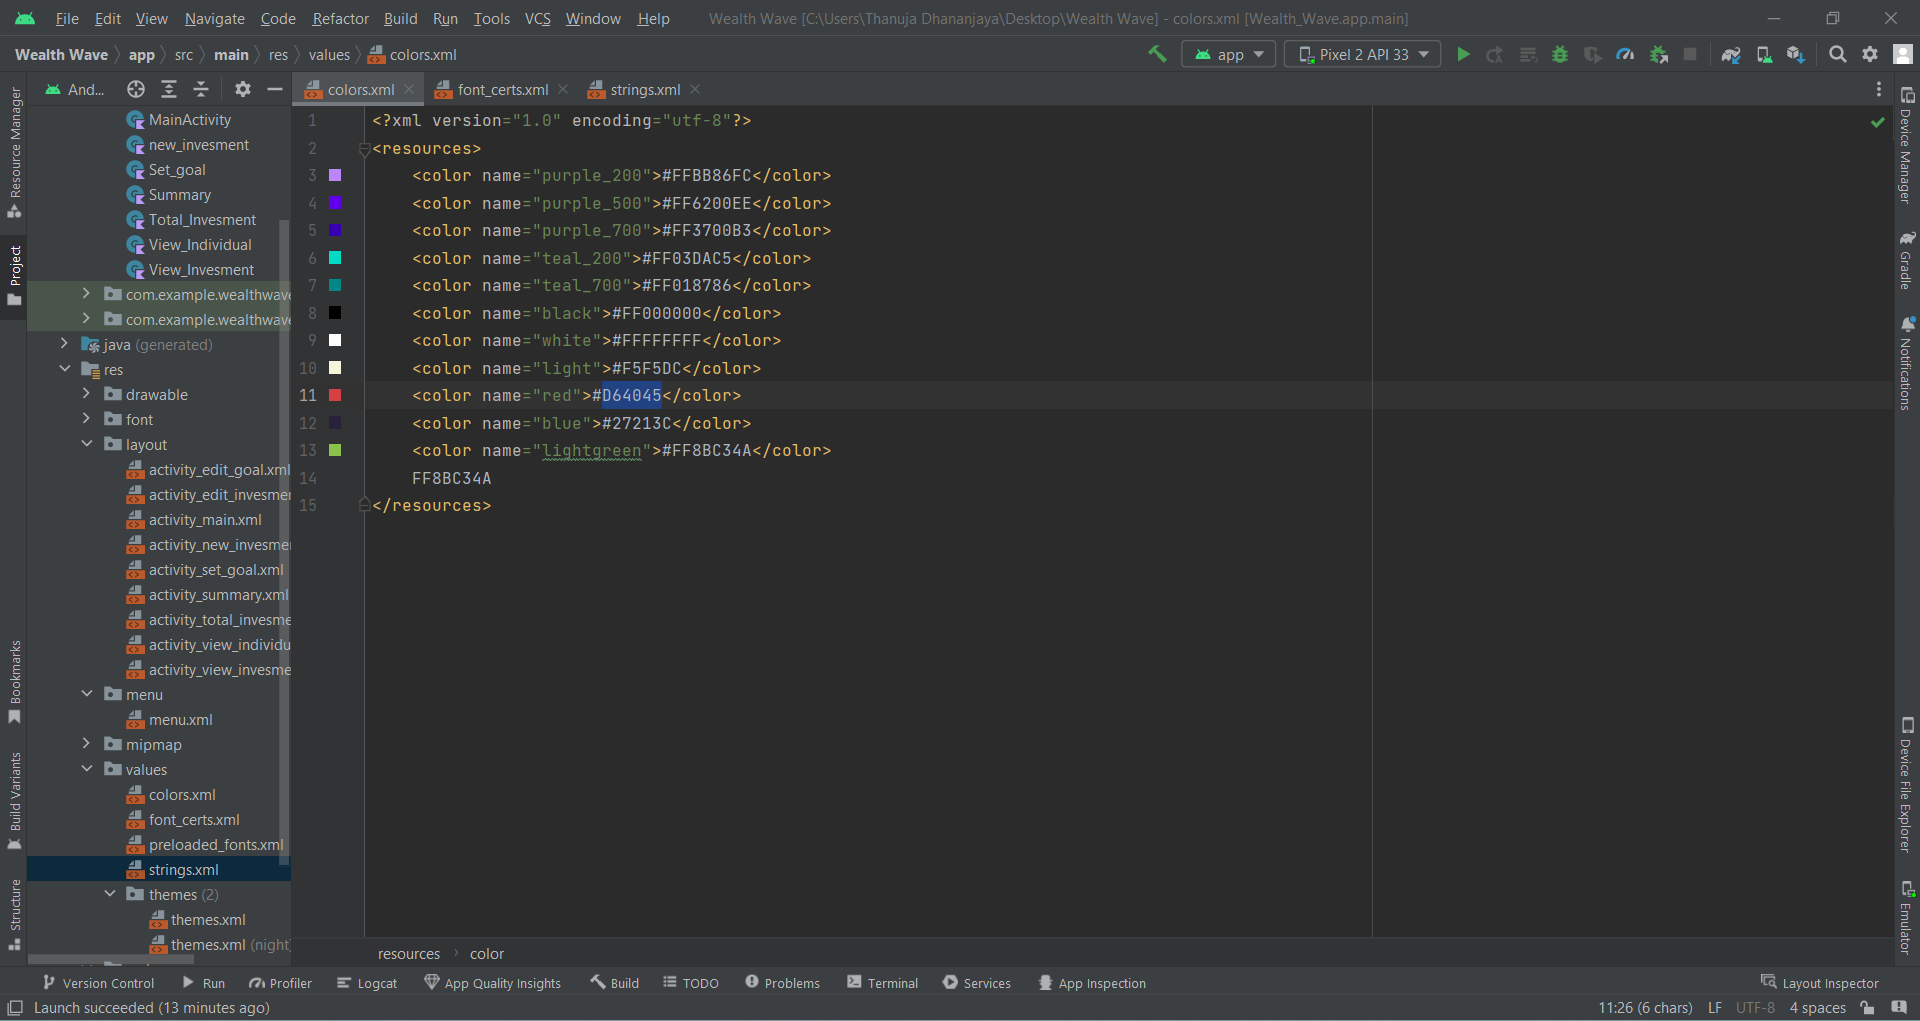 File Edit View Navigate Code Refactor Build Run Tools VCS Window Help Wealth Wave [C:\Users\Thanuja Dhananjaya\Desktop\Wealth Wave] - colors.xml [Wealth_Wave.app.main]
Wealth Wave app src main res values colors.xml app Pixel 2 API 33
And...
colors.xml font_certs.xml strings.xml
Resource Manager
Project
Bookmarks
Build Variants
Structure
MainActivity
new_invesment
Set_goal
Summary
Total_Invesment
View_Individual
View_Invesment
com.example.wealthwave
com.example.wealthwave
java (generated)
res
drawable
font
layout
activity_edit_goal.xml
activity_edit_invesmen
activity_main.xml
activity_new_invesme
activity_set_goal.xml
activity_summary.xml
activity_total_invesme
activity_view_individu
activity_view_invesme
menu
menu.xml
mipmap
values
colors.xml
font_certs.xml
preloaded_fonts.xml
strings.xml
themes (2)
themes.xml
themes.xml (night)
1 <?xml version="1.0" encoding="utf-8"?>
2 <resources>
3 <color name="purple_200">#FFBB86FC</color>
4 <color name="purple_500">#FF6200EE</color>
5 <color name="purple_700">#FF3700B3</color>
6 <color name="teal_200">#FF03DAC5</color>
7 <color name="teal_700">#FF018786</color>
8 <color name="black">#FF000000</color>
9 <color name="white">#FFFFFFFF</color>
10 <color name="light">#F5F5DC</color>
11 <color name="red">#D64045</color>
12 <color name="blue">#27213C</color>
13 <color name="lightgreen">#FF8BC34A</color>
14 FF8BC34A
15 </resources>
Device Manager
Gradle
Notifications
Device File Explorer
Emulator
resources color
Version Control Run Profiler Logcat App Quality Insights Build TODO Problems Terminal Services App Inspection Layout Inspector
Launch succeeded (13 minutes ago) 11:26 (6 chars) LF UTF-8 4 spaces